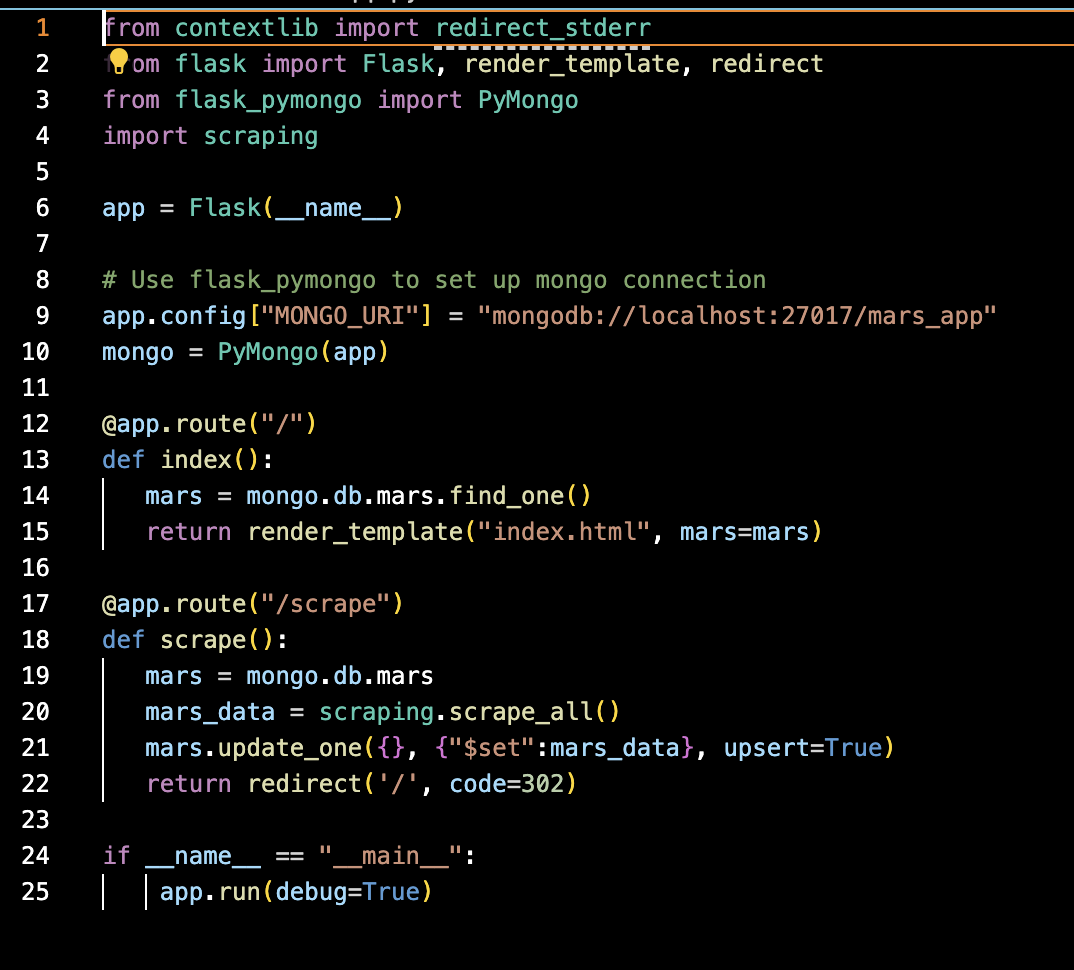 1 from contextlib import redirect_stderr
2 from flask import Flask, render_template, redirect
3 from flask_pymongo import PyMongo
4 import scraping
5
6 app = Flask(__name__)
7
8 # Use flask_pymongo to set up mongo connection
9 app.config["MONGO_URI"] = "mongodb://localhost:27017/mars_app"
10 mongo = PyMongo(app)
11
12 @app.route("/")
13 def index():
14    mars = mongo.db.mars.find_one()
15    return render_template("index.html", mars=mars)
16
17 @app.route("/scrape")
18 def scrape():
19    mars = mongo.db.mars
20    mars_data = scraping.scrape_all()
21    mars.update_one({}, {"$set":mars_data}, upsert=True)
22    return redirect('/', code=302)
23
24 if __name__ == "__main__":
25     app.run(debug=True)